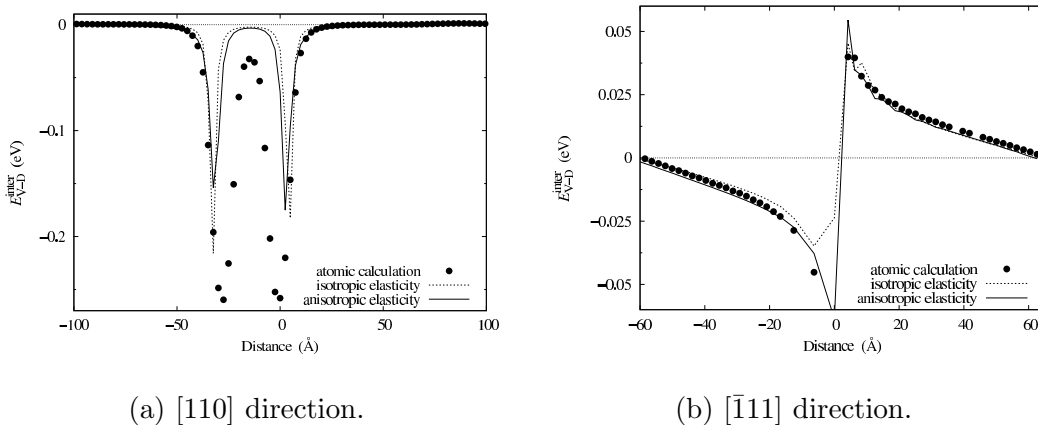 0
−0.1
−0.2
E^inter_V−D (eV)
atomic calculation
isotropic elasticity
anisotropic elasticity
−100
−50
0
50
100
Distance (Å)
0.05
0.025
0
−0.025
−0.05
E^inter_V−D (eV)
atomic calculation
isotropic elasticity
anisotropic elasticity
−60
−40
−20
0
20
40
60
Distance (Å)
(a) [110] direction.
(b) [1̄11] direction.